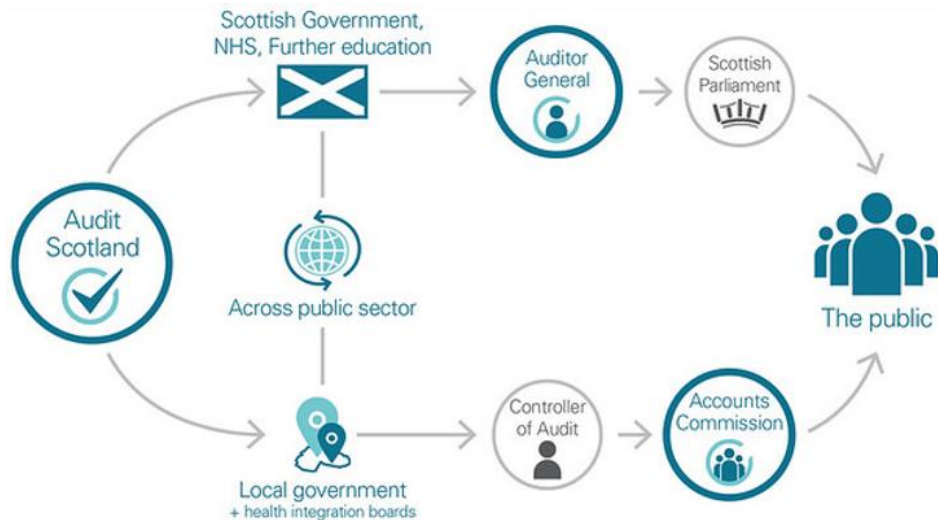 Scottish Government,
NHS, Further education
Auditor
General
Scottish
Parliament
Audit
Scotland
Across public sector
The public
Controller
of Audit
Accounts
Commission
Local government
+ health integration boards